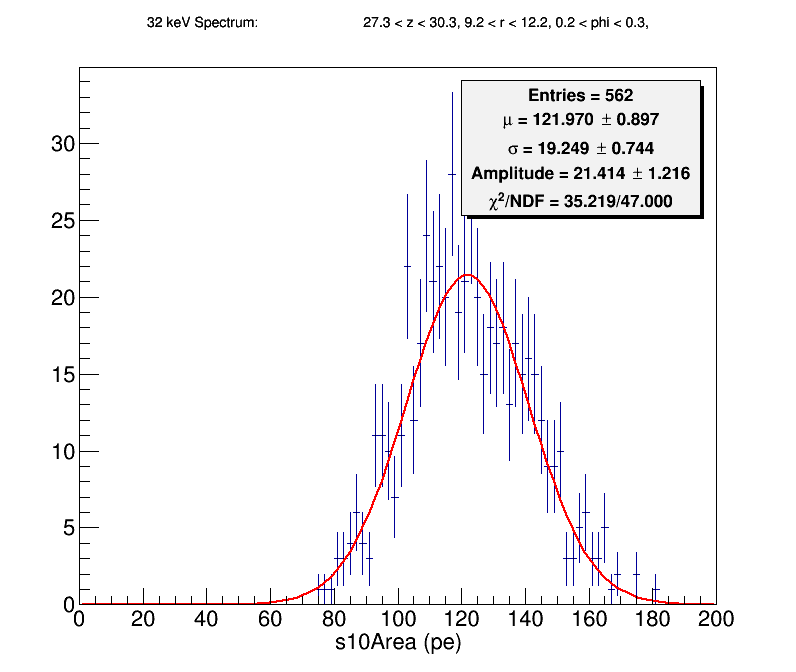 32 keV Spectrum: 27.3 < z < 30.3, 9.2 < r < 12.2, 0.2 < phi < 0.3,
Entries = 562
μ = 121.970 ± 0.897
σ = 19.249 ± 0.744
Amplitude = 21.414 ± 1.216
χ²/NDF = 35.219/47.000
30
25
20
15
10
5
0
0 20 40 60 80 100 120 140 160 180 200
s10Area (pe)